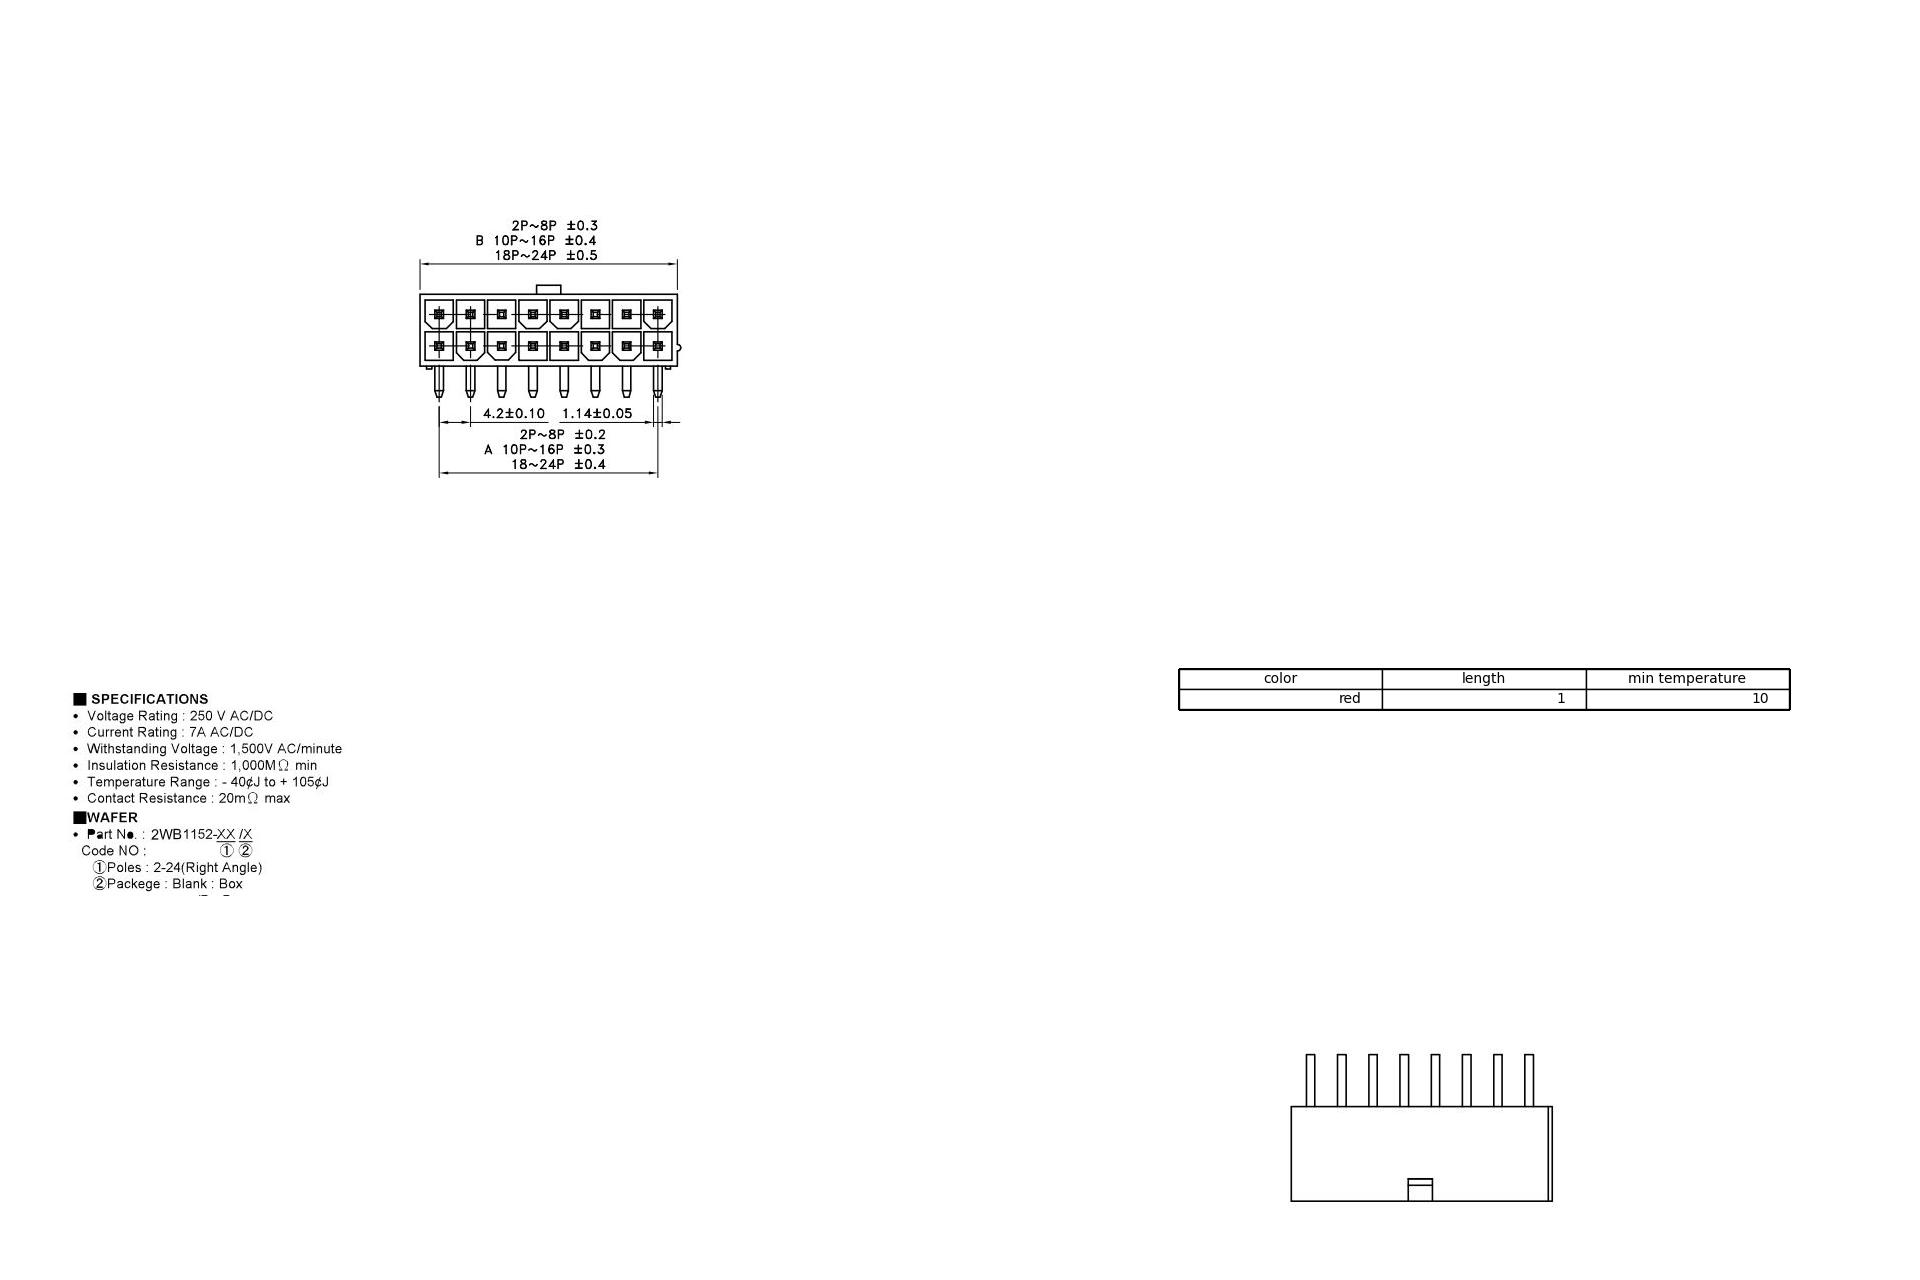 2P~8P ±0.3
B 10P~16P ±0.4
18P~24P ±0.5
4.2±0.10 1.14±0.05
2P~8P ±0.2
A 10P~16P ±0.3
18~24P ±0.4
color length min temperature
red 1 10
■ SPECIFICATIONS
• Voltage Rating : 250 V AC/DC
• Current Rating : 7A AC/DC
• Withstanding Voltage : 1,500V AC/minute
• Insulation Resistance : 1,000MΩ min
• Temperature Range : - 40¢J to + 105¢J
• Contact Resistance : 20mΩ max
■WAFER
• Part No. : 2WB1152-XX /X
Code NO : ① ②
①Poles : 2-24(Right Angle)
②Packege : Blank : Box